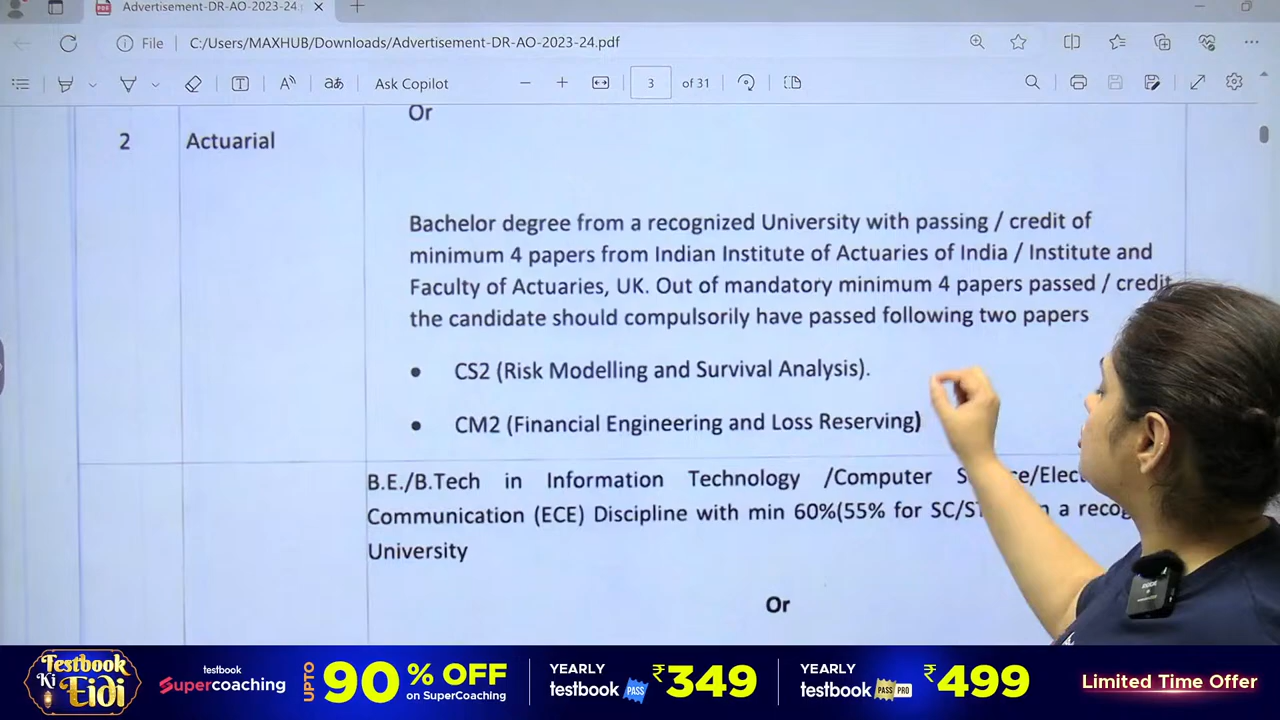 Advertisement-DR-AO-2023-24
File
C:/Users/MAXHUB/Downloads/Advertisement-DR-AO-2023-24.pdf
Ask Copilot
3 of 31
Or
2 Actuarial
Bachelor degree from a recognized University with passing / credit of
minimum 4 papers from Indian Institute of Actuaries of India / Institute and
Faculty of Actuaries, UK. Out of mandatory minimum 4 papers passed / credit
the candidate should compulsorily have passed following two papers
• CS2 (Risk Modelling and Survival Analysis).
• CM2 (Financial Engineering and Loss Reserving)
B.E./B.Tech in Information Technology /Computer
Communication (ECE) Discipline with min 60%(55% for a
University
Or
Testbook Ki Eidi
testbook
Supercoaching
UPTO 90% OFF
on SuperCoaching
YEARLY
testbook PASS
₹349
YEARLY
testbook PASS PRO
₹499
Limited Time Offer